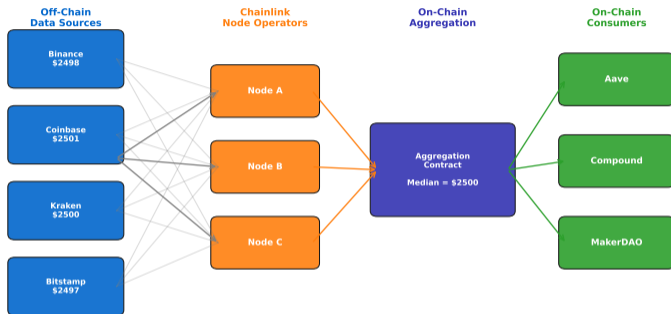 Off-Chain
Data Sources
Chainlink
Node Operators
On-Chain
Aggregation
On-Chain
Consumers
Binance
$2498
Coinbase
$2501
Kraken
$2500
Bitstamp
$2497
Node A
Node B
Node C
Aggregation
Contract
Median = $2500
Aave
Compound
MakerDAO